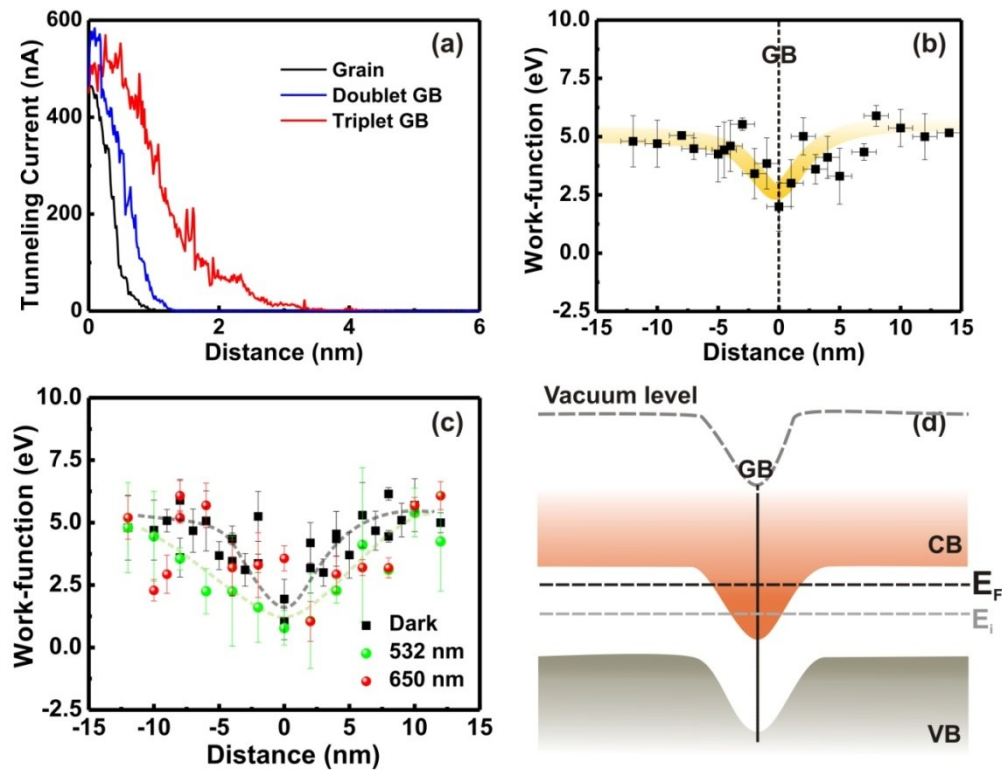 (a)
600
400
200
0
Tunneling Current (nA)
Grain
Doublet GB
Triplet GB
0 2 4 6
Distance (nm)
(b)
GB
10.0
7.5
5.0
2.5
0.0
-2.5
Work-function (eV)
-15 -10 -5 0 5 10 15
Distance (nm)
(c)
10.0
7.5
5.0
2.5
0.0
-2.5
Work-function (eV)
Dark
532 nm
650 nm
-15 -10 -5 0 5 10 15
Distance (nm)
Vacuum level
(d)
GB
CB
EF
Ei
VB